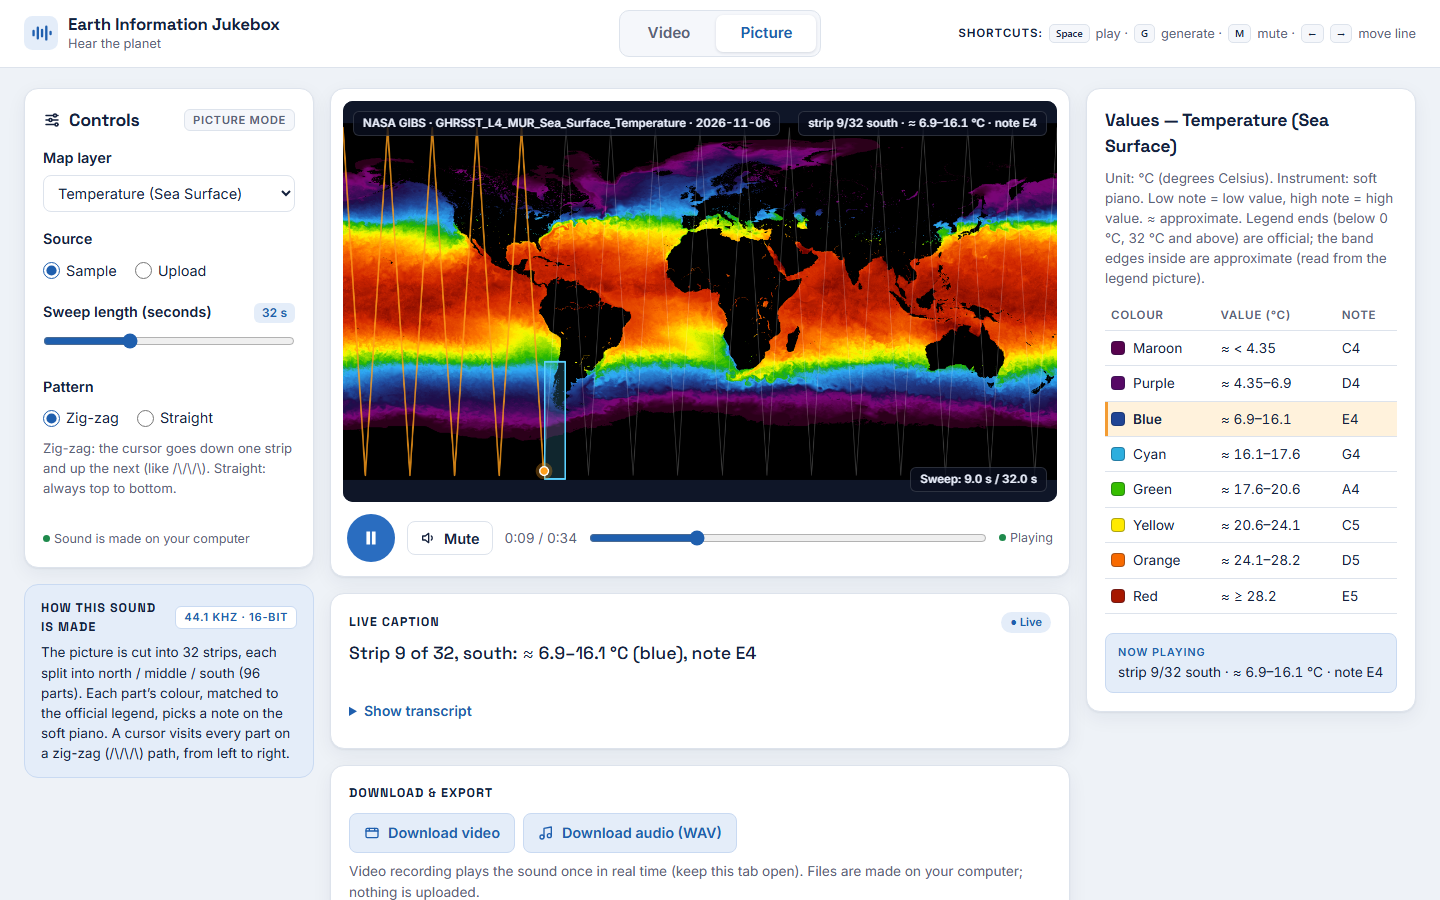 Earth Information Jukebox
Hear the planet
Video
Picture
SHORTCUTS: Space play · G generate · M mute · ← → move line
Controls
PICTURE MODE
Map layer
Temperature (Sea Surface)
Source
Sample
Upload
Sweep length (seconds)
32 s
Pattern
Zig-zag
Straight
Zig-zag: the cursor goes down one strip
and up the next (like /\/\/\). Straight:
always top to bottom.
Sound is made on your computer
HOW THIS SOUND
IS MADE
44.1 KHZ · 16-BIT
The picture is cut into 32 strips, each
split into north / middle / south (96
parts). Each part's colour, matched to
the official legend, picks a note on the
soft piano. A cursor visits every part on
a zig-zag (/\/\/\) path, from left to right.
NASA GIBS · GHRSST_L4_MUR_Sea_Surface_Temperature · 2026-11-06
strip 9/32 south · ≈ 6.9–16.1 °C · note E4
Sweep: 9.0 s / 32.0 s
Mute
0:09 / 0:34
Playing
LIVE CAPTION
Live
Strip 9 of 32, south: ≈ 6.9–16.1 °C (blue), note E4
Show transcript
DOWNLOAD & EXPORT
Download video
Download audio (WAV)
Video recording plays the sound once in real time (keep this tab open). Files are made on your computer;
nothing is uploaded.
Values — Temperature (Sea
Surface)
Unit: °C (degrees Celsius). Instrument: soft
piano. Low note = low value, high note = high
value. ≈ approximate. Legend ends (below 0
°C, 32 °C and above) are official; the band
edges inside are approximate (read from the
legend picture).
COLOUR VALUE (°C) NOTE
Maroon ≈ < 4.35 C4
Purple ≈ 4.35–6.9 D4
Blue ≈ 6.9–16.1 E4
Cyan ≈ 16.1–17.6 G4
Green ≈ 17.6–20.6 A4
Yellow ≈ 20.6–24.1 C5
Orange ≈ 24.1–28.2 D5
Red ≈ ≥ 28.2 E5
NOW PLAYING
strip 9/32 south · ≈ 6.9–16.1 °C · note E4